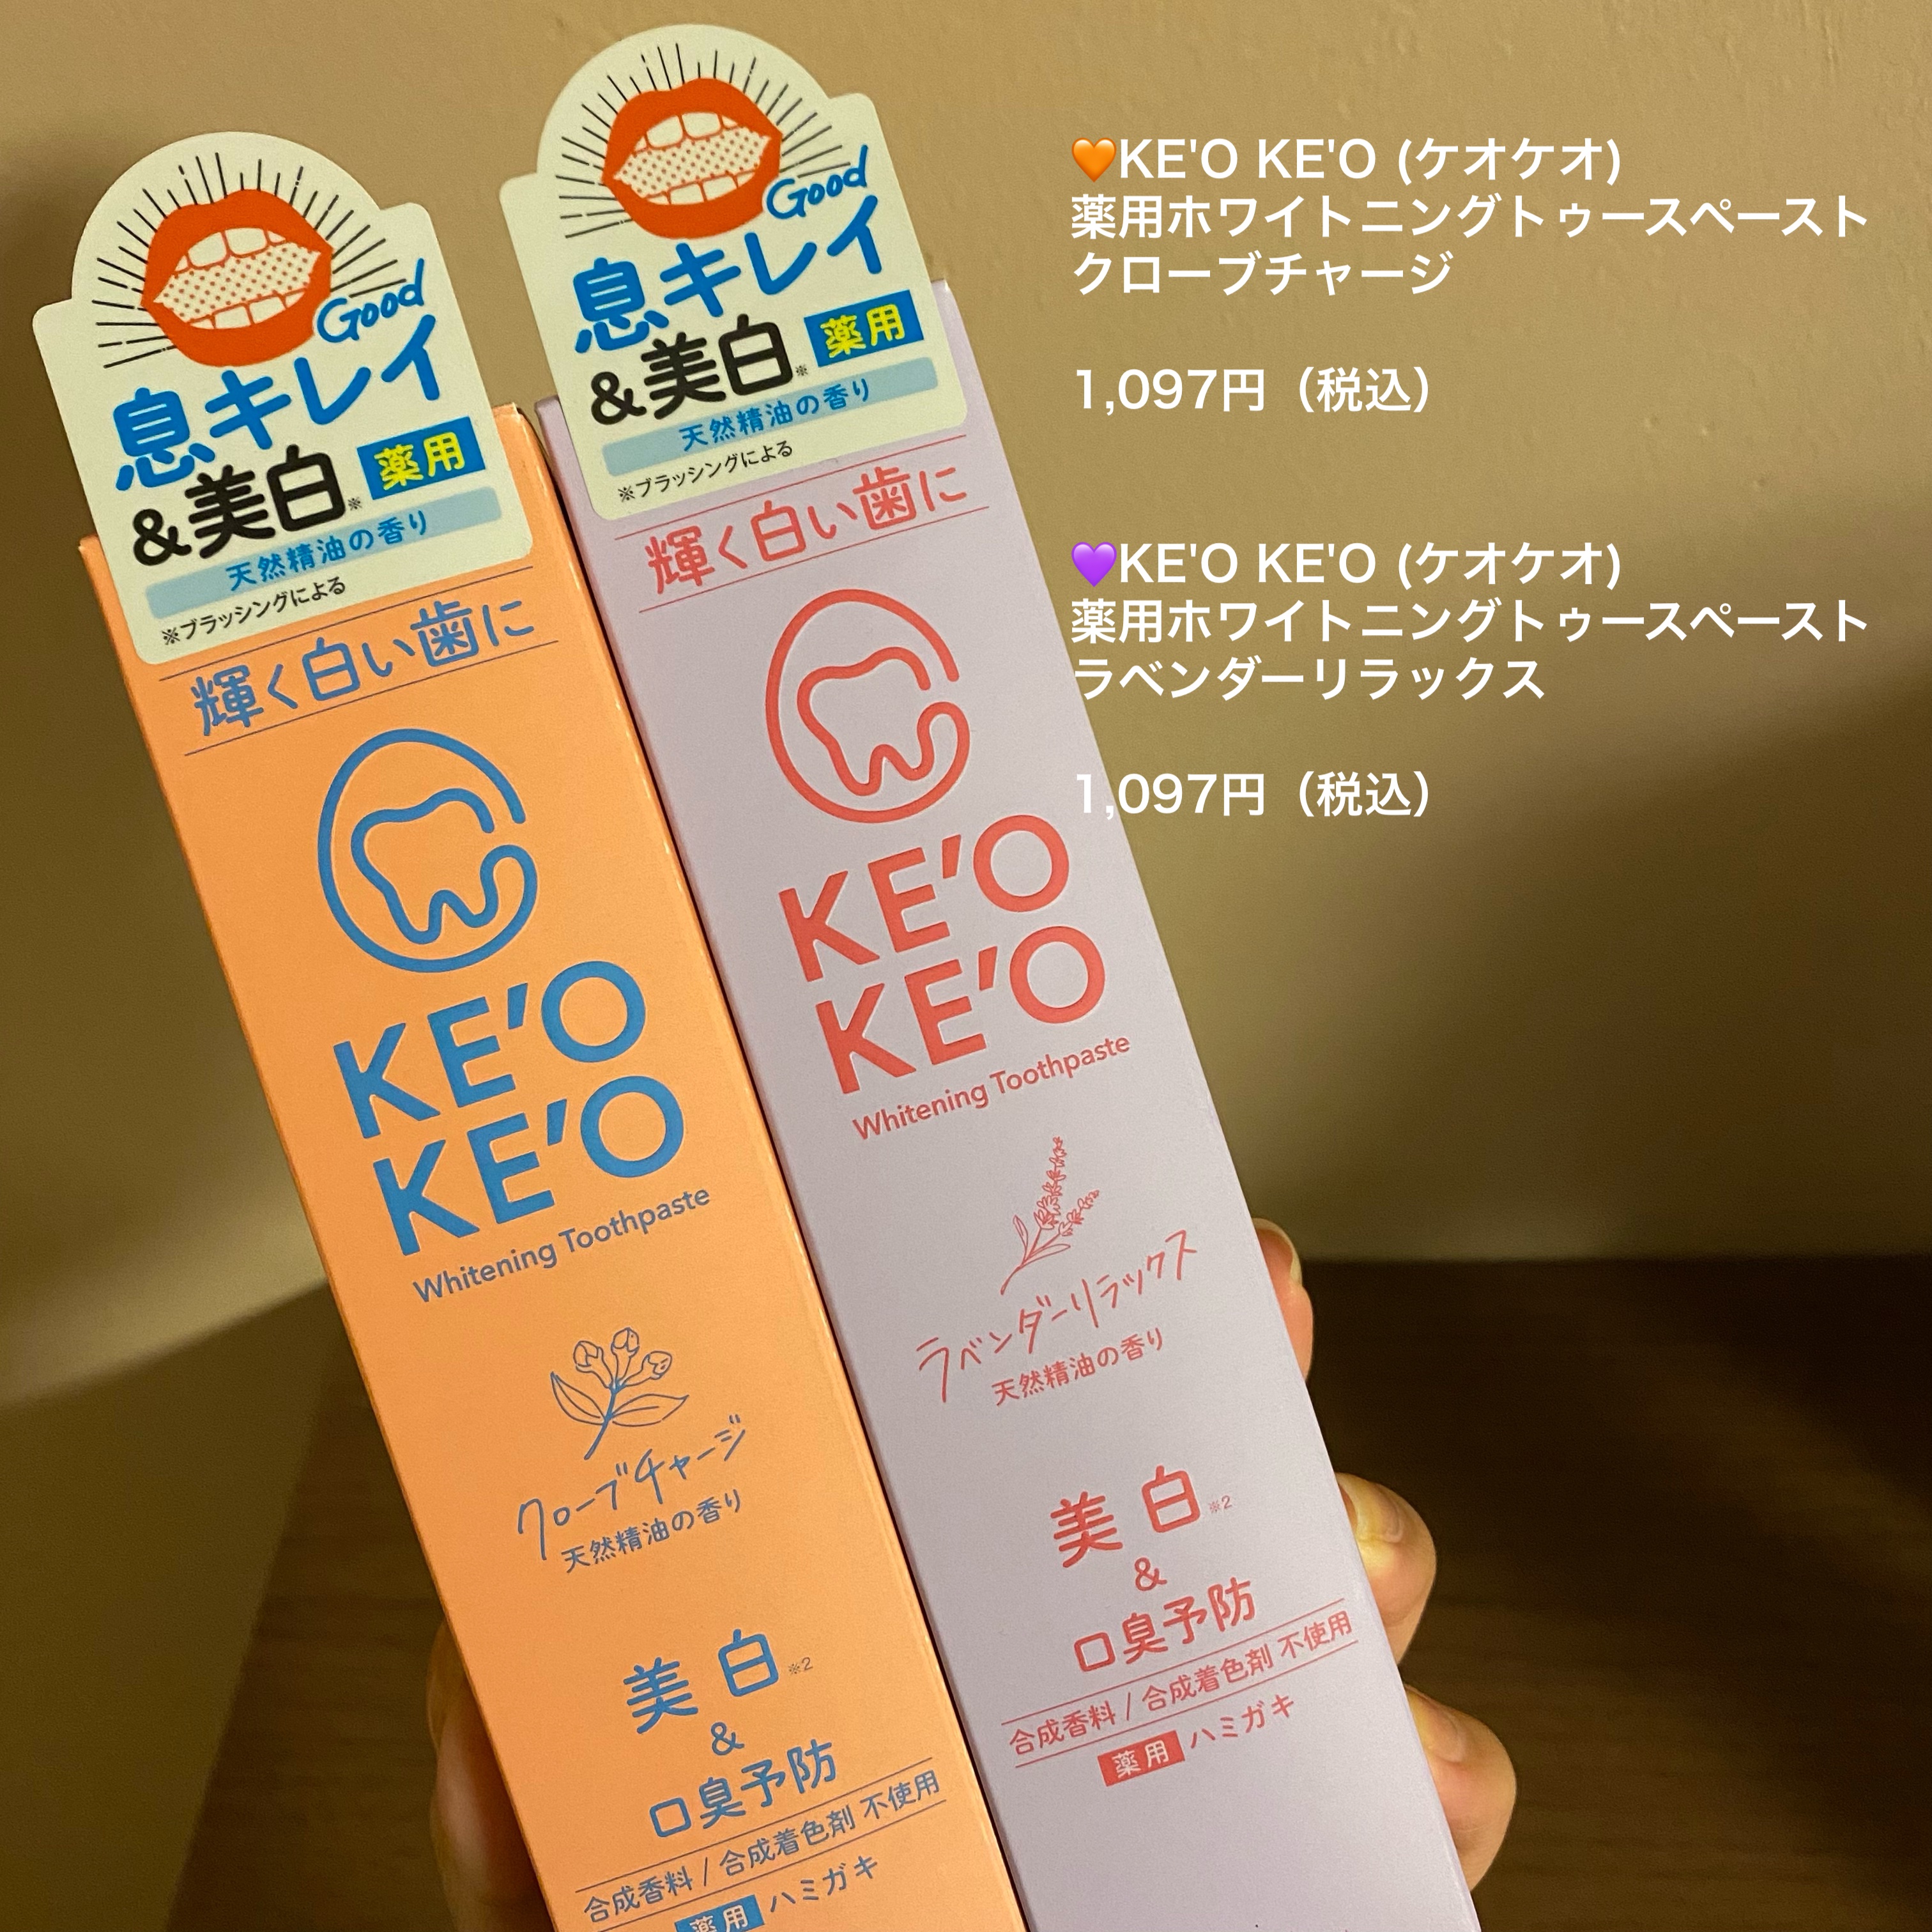 Good
息キレイ
&美白※ 薬用
天然精油の香り
※ブラッシングによる
輝く白い歯に
KE'O
KE'O
Whitening Toothpaste
クローブチャージ
天然精油の香り
美白※2
&
口臭予防
合成香料 / 合成着色剤 不使用
薬用 ハミガキ
Good
息キレイ
&美白※ 薬用
天然精油の香り
※ブラッシングによる
輝く白い歯に
KE'O
KE'O
Whitening Toothpaste
ラベンダーリラックス
天然精油の香り
美白※2
&
口臭予防
合成香料 / 合成着色剤 不使用
薬用 ハミガキ
🧡KE'O KE'O (ケオケオ)
薬用ホワイトニングトゥースペースト
クローブチャージ
1,097円（税込）
💜KE'O KE'O (ケオケオ)
薬用ホワイトニングトゥースペースト
ラベンダーリラックス
1,097円（税込）